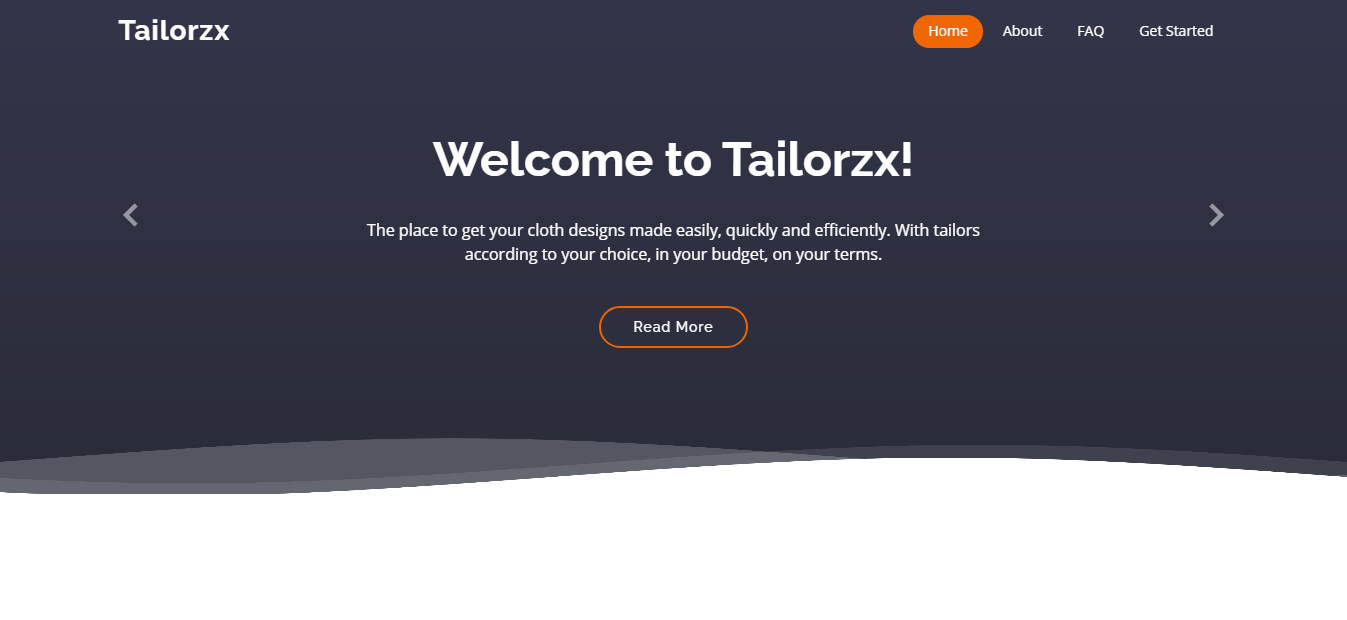 Tailorzx
Home
About
FAQ
Get Started
Welcome to Tailorzx!
The place to get your cloth designs made easily, quickly and efficiently. With tailors
according to your choice, in your budget, on your terms.
Read More